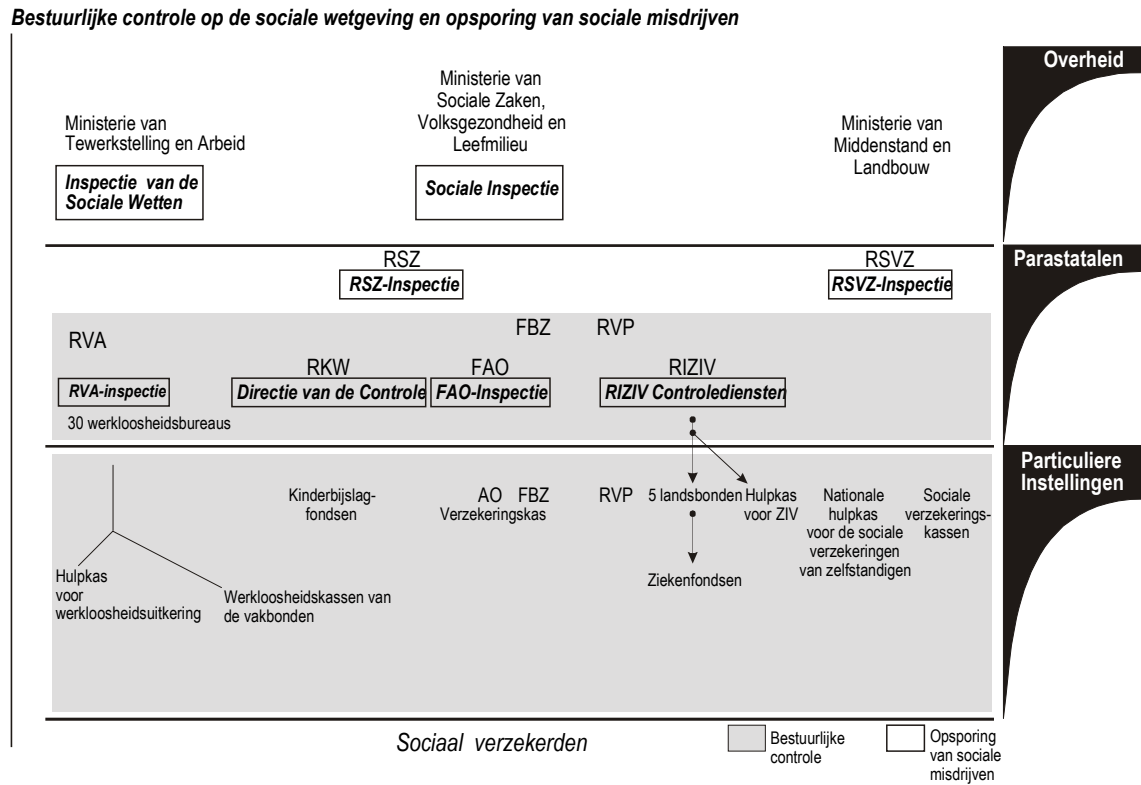 Bestuurlijke controle op de sociale wetgeving en opsporing van sociale misdrijven
Overheid
Ministerie van
Tewerkstelling en Arbeid
Inspectie van de
Sociale Wetten
Ministerie van
Sociale Zaken,
Volksgezondheid en
Leefmilieu
Sociale Inspectie
Ministerie van
Middenstand en
Landbouw
Parastatalen
RSZ
RSZ-Inspectie
RSVZ
RSVZ-Inspectie
RVA
RVA-inspectie
30 werkloosheidsbureaus
RKW
Directie van de Controle
FBZ
FAO
FAO-Inspectie
RVP
RIZIV
RIZIV Controlediensten
Particuliere
Instellingen
Hulpkas
voor
werkloosheidsuitkering
Werkloosheidskassen van
de vakbonden
Kinderbijslag-
fondsen
AO FBZ
Verzekeringskas
RVP
5 landsbonden
Ziekenfondsen
Hulpkas
voor ZIV
Nationale
hulpkas
voor de sociale
verzekeringen
van zelfstandigen
Sociale
verzekerings-
kassen
Sociaal verzekerden
Bestuurlijke
controle
Opsporing
van sociale
misdrijven